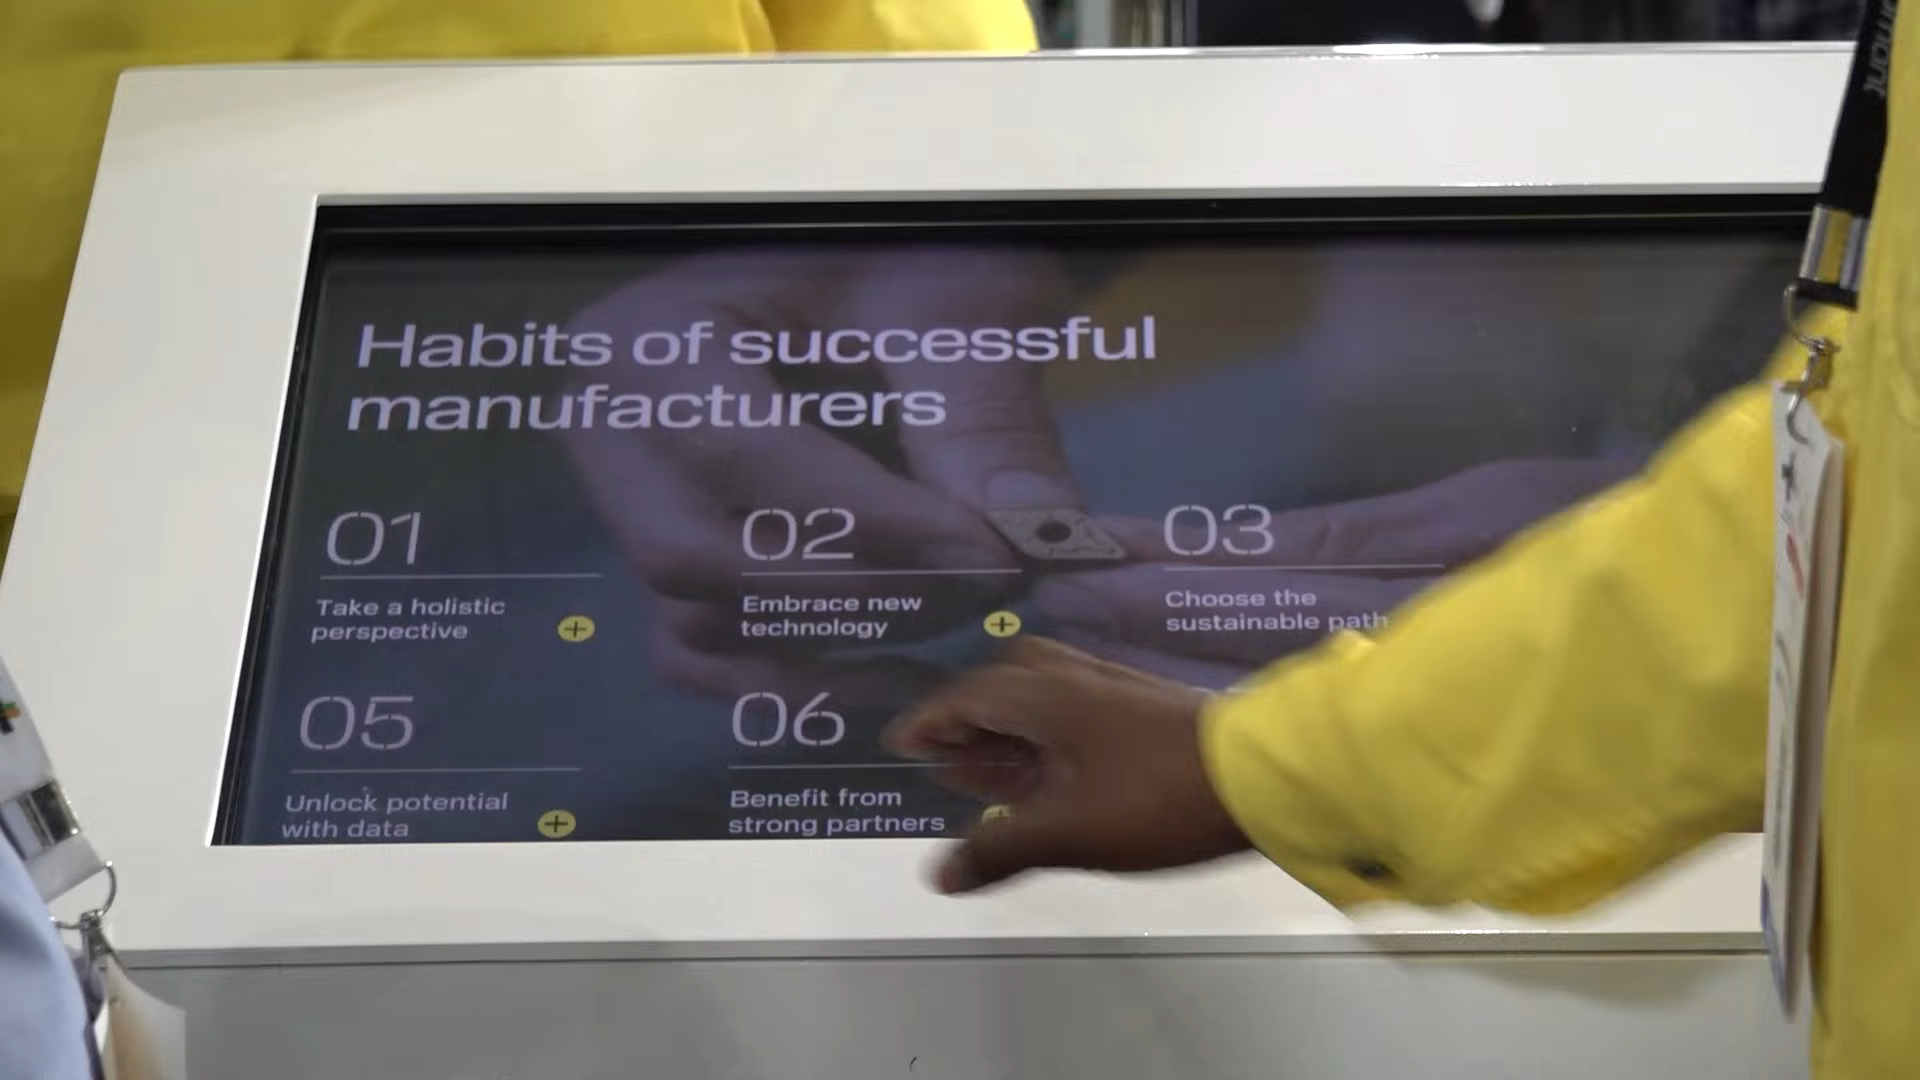 Habits of successful
manufacturers
01
Take a holistic
perspective
02
Embrace new
technology
03
Choose the
sustainable path
05
Unlock potential
with data
06
Benefit from
strong partners